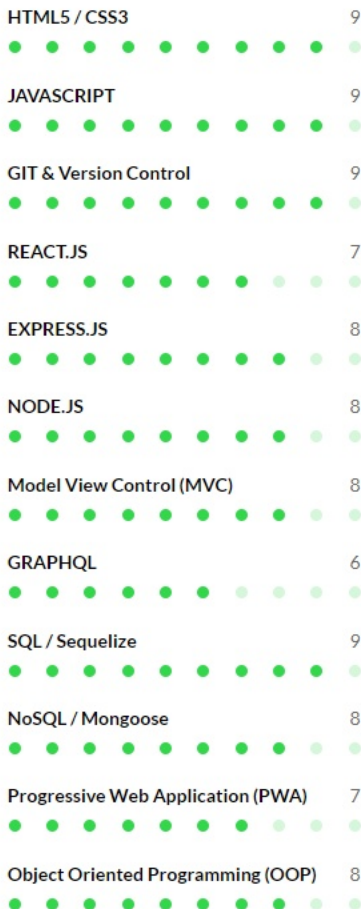 HTML5 / CSS3 9
JAVASCRIPT 9
GIT & Version Control 9
REACT.JS 7
EXPRESS.JS 8
NODE.JS 8
Model View Control (MVC) 8
GRAPHQL 6
SQL / Sequelize 9
NoSQL / Mongoose 8
Progressive Web Application (PWA) 7
Object Oriented Programming (OOP) 8